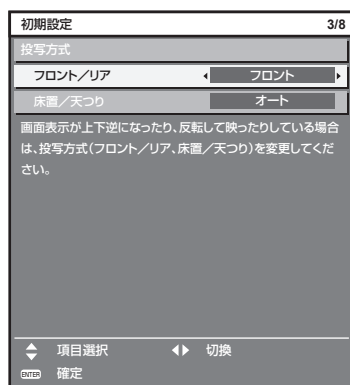 初期設定 3/8
投写方式
フロント／リア フロント
床置／天つり オート
画面表示が上下逆になったり、反転して映ったりしている場合
は、投写方式（フロント／リア、床置／天つり）を変更してくだ
さい。
項目選択 切換
ENTER 確定